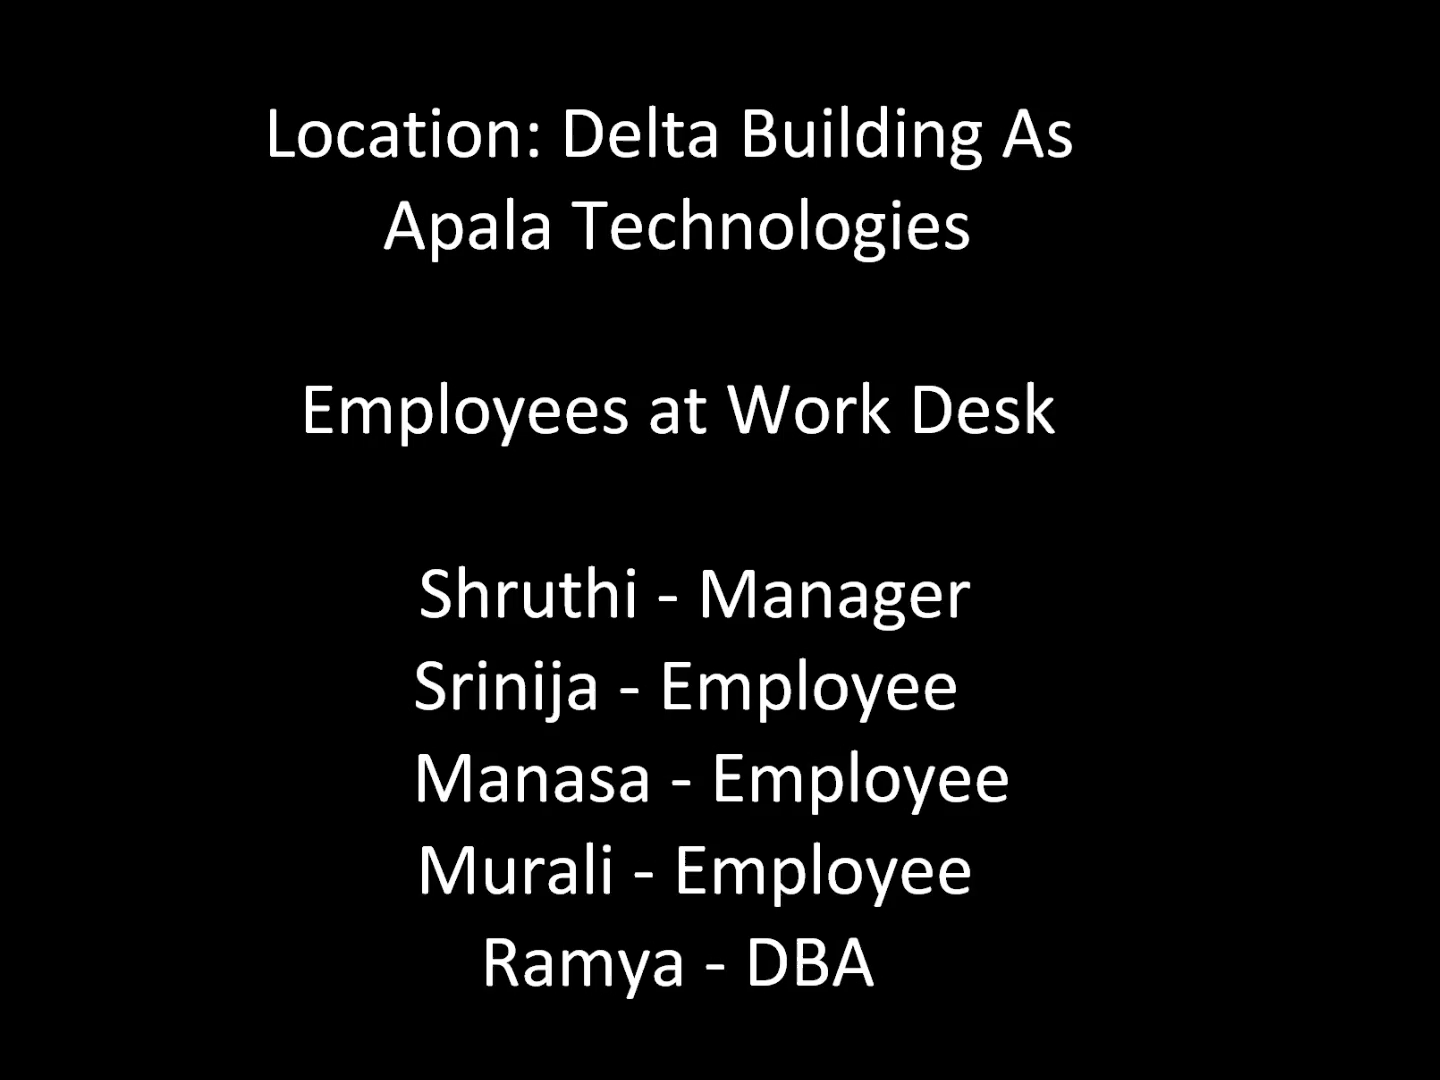 Location: Delta Building As
Apala Technologies
Employees at Work Desk
Shruthi - Manager
Srinija - Employee
Manasa - Employee
Murali - Employee
Ramya - DBA